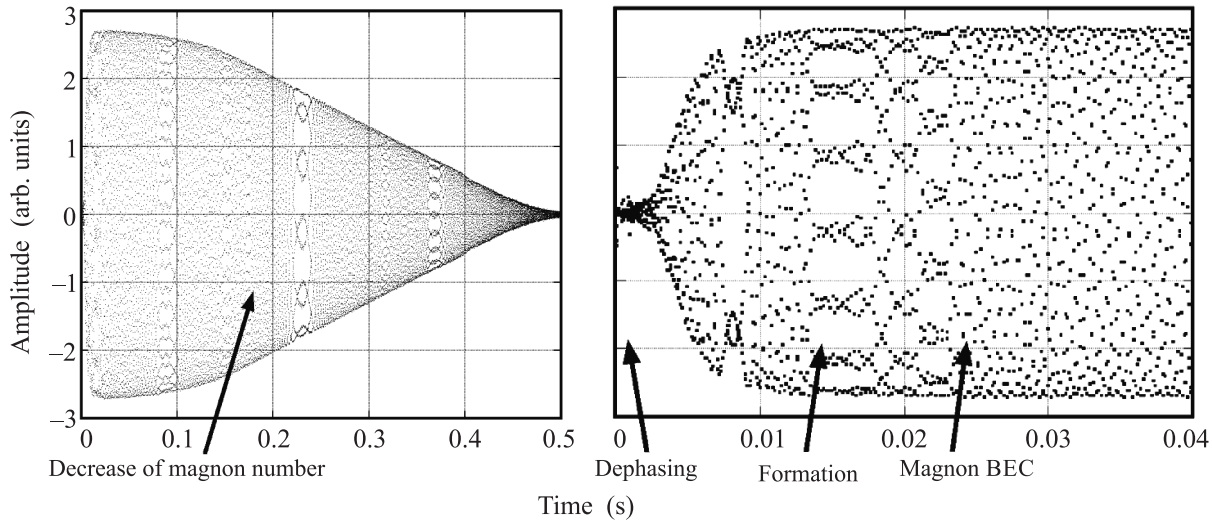 3
2
1
0
−1
−2
−3
Amplitude (arb. units)
0 0.1 0.2 0.3 0.4 0.5
0 0.01 0.02 0.03 0.04
Decrease of magnon number
Dephasing
Formation
Magnon BEC
Time (s)